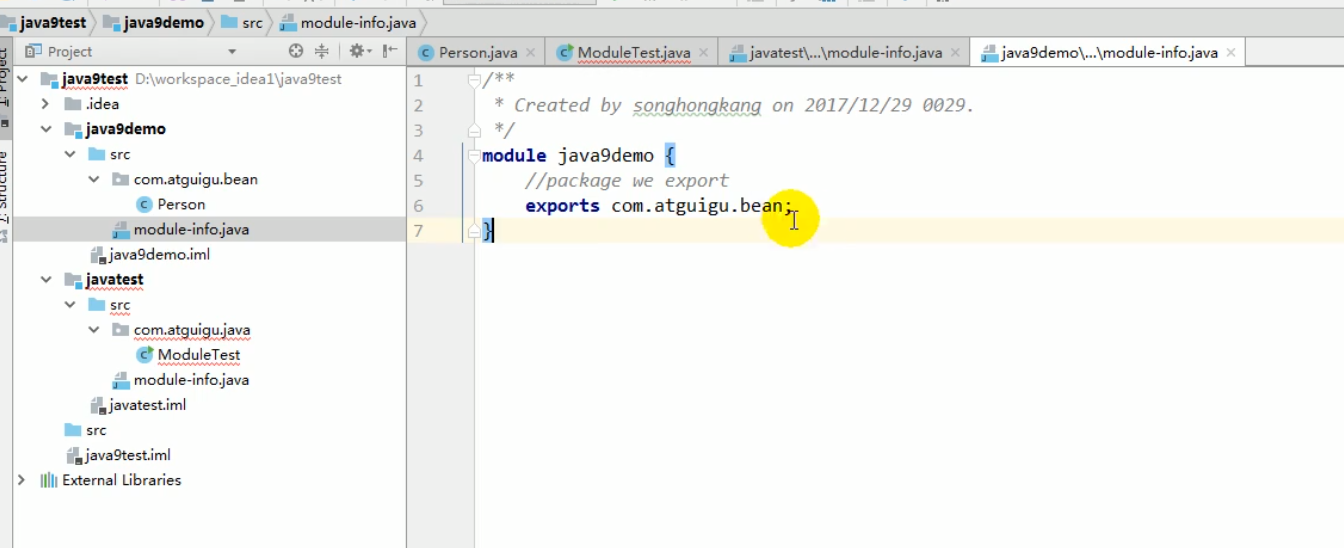 java9test java9demo src module-info.java
Project
Person.java ModuleTest.java javatest\...\module-info.java java9demo\...\module-info.java
java9test D:\workspace_idea1\java9test
.idea
java9demo
src
com.atguigu.bean
Person
module-info.java
java9demo.iml
javatest
src
com.atguigu.java
ModuleTest
module-info.java
javatest.iml
src
java9test.iml
External Libraries
1 /**
2 * Created by songhongkang on 2017/12/29 0029.
3 */
4 module java9demo {
5 //package we export
6 exports com.atguigu.bean;
7 }